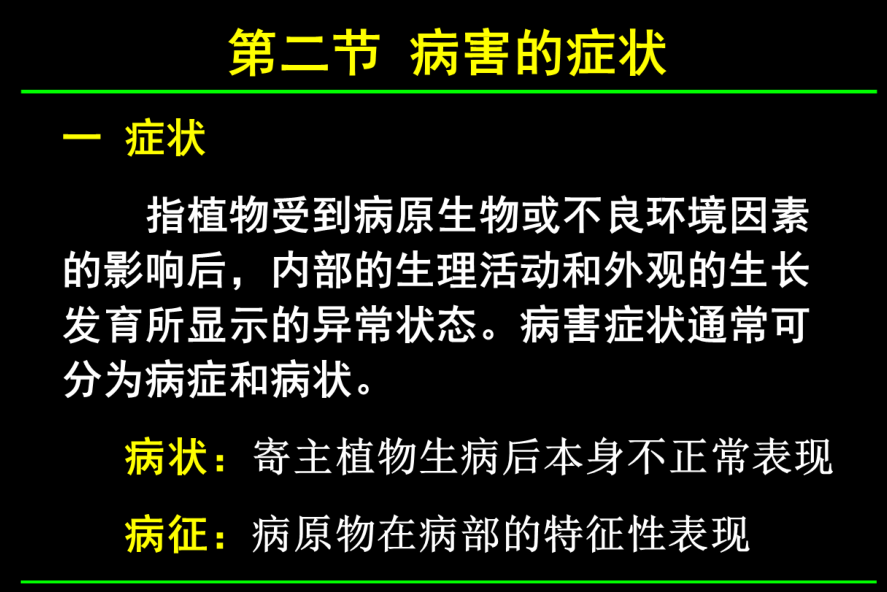 第二节 病害的症状
一 症状
指植物受到病原生物或不良环境因素
的影响后，内部的生理活动和外观的生长
发育所显示的异常状态。病害症状通常可
分为病症和病状。
病状：寄主植物生病后本身不正常表现
病征：病原物在病部的特征性表现